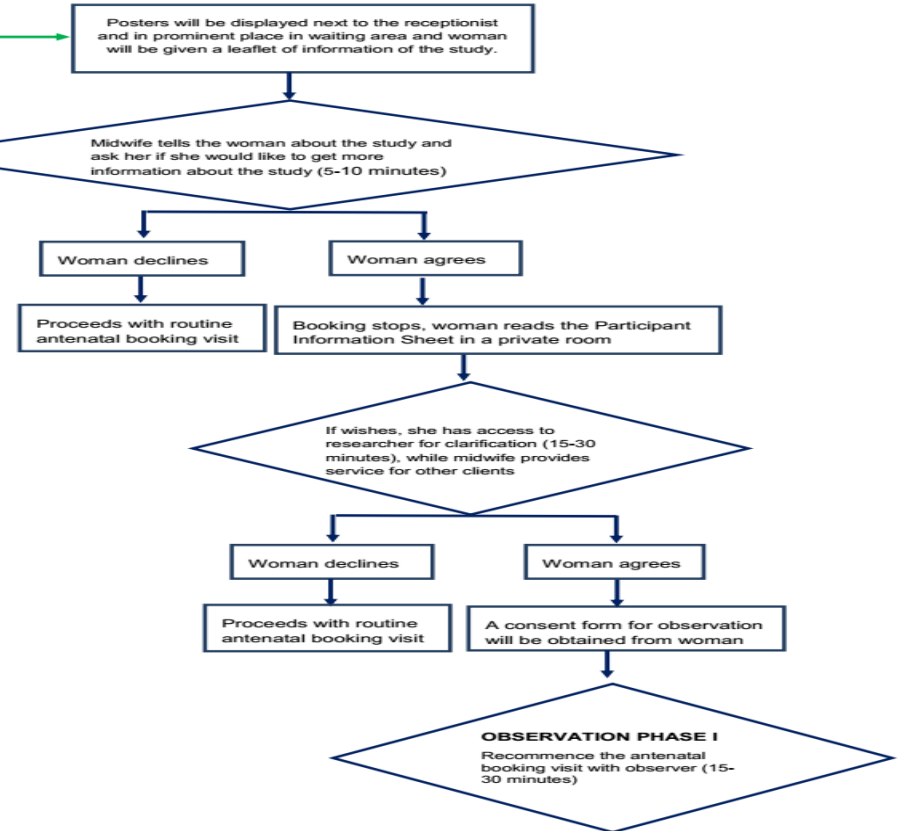 Posters will be displayed next to the receptionist
and in prominent place in waiting area and woman
will be given a leaflet of information of the study.
Midwife tells the woman about the study and
ask her if she would like to get more
information about the study (5-10 minutes)
Woman declines
Woman agrees
Proceeds with routine
antenatal booking visit
Booking stops, woman reads the Participant
Information Sheet in a private room
If wishes, she has access to
researcher for clarification (15-30
minutes), while midwife provides
service for other clients
Woman declines
Woman agrees
Proceeds with routine
antenatal booking visit
A consent form for observation
will be obtained from woman
OBSERVATION PHASE I
Recommence the antenatal
booking visit with observer (15-
30 minutes)